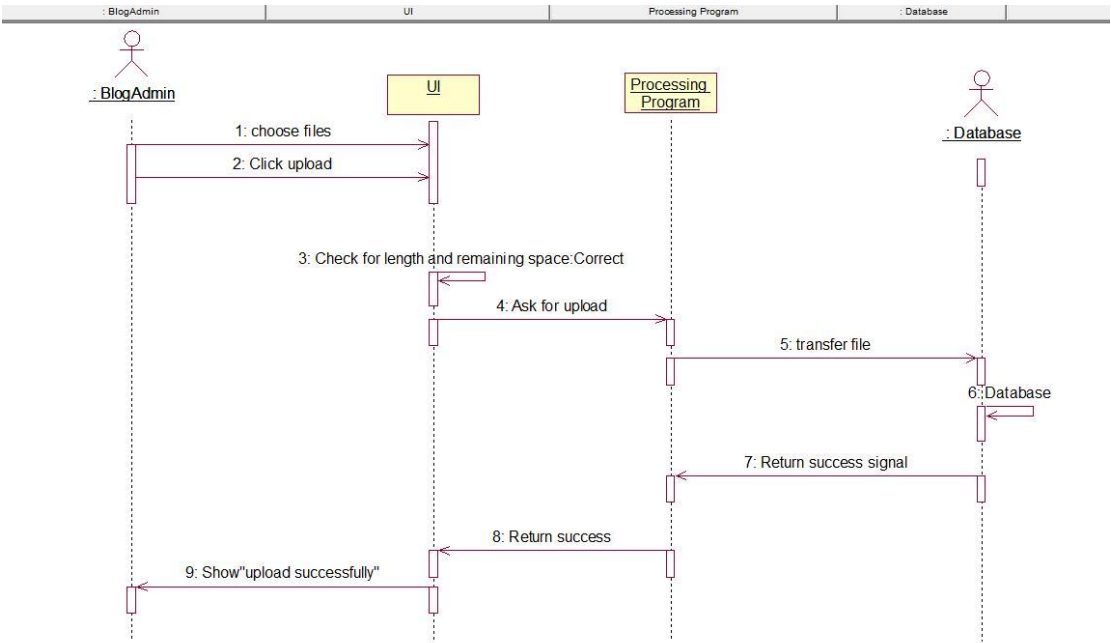 : BlogAdmin
UI
Processing Program
: Database
: BlogAdmin
UI
Processing
Program
: Database
1: choose files
2: Click upload
3: Check for length and remaining space:Correct
4: Ask for upload
5: transfer file
6: Database
7: Return success signal
8: Return success
9: Show"upload successfully"